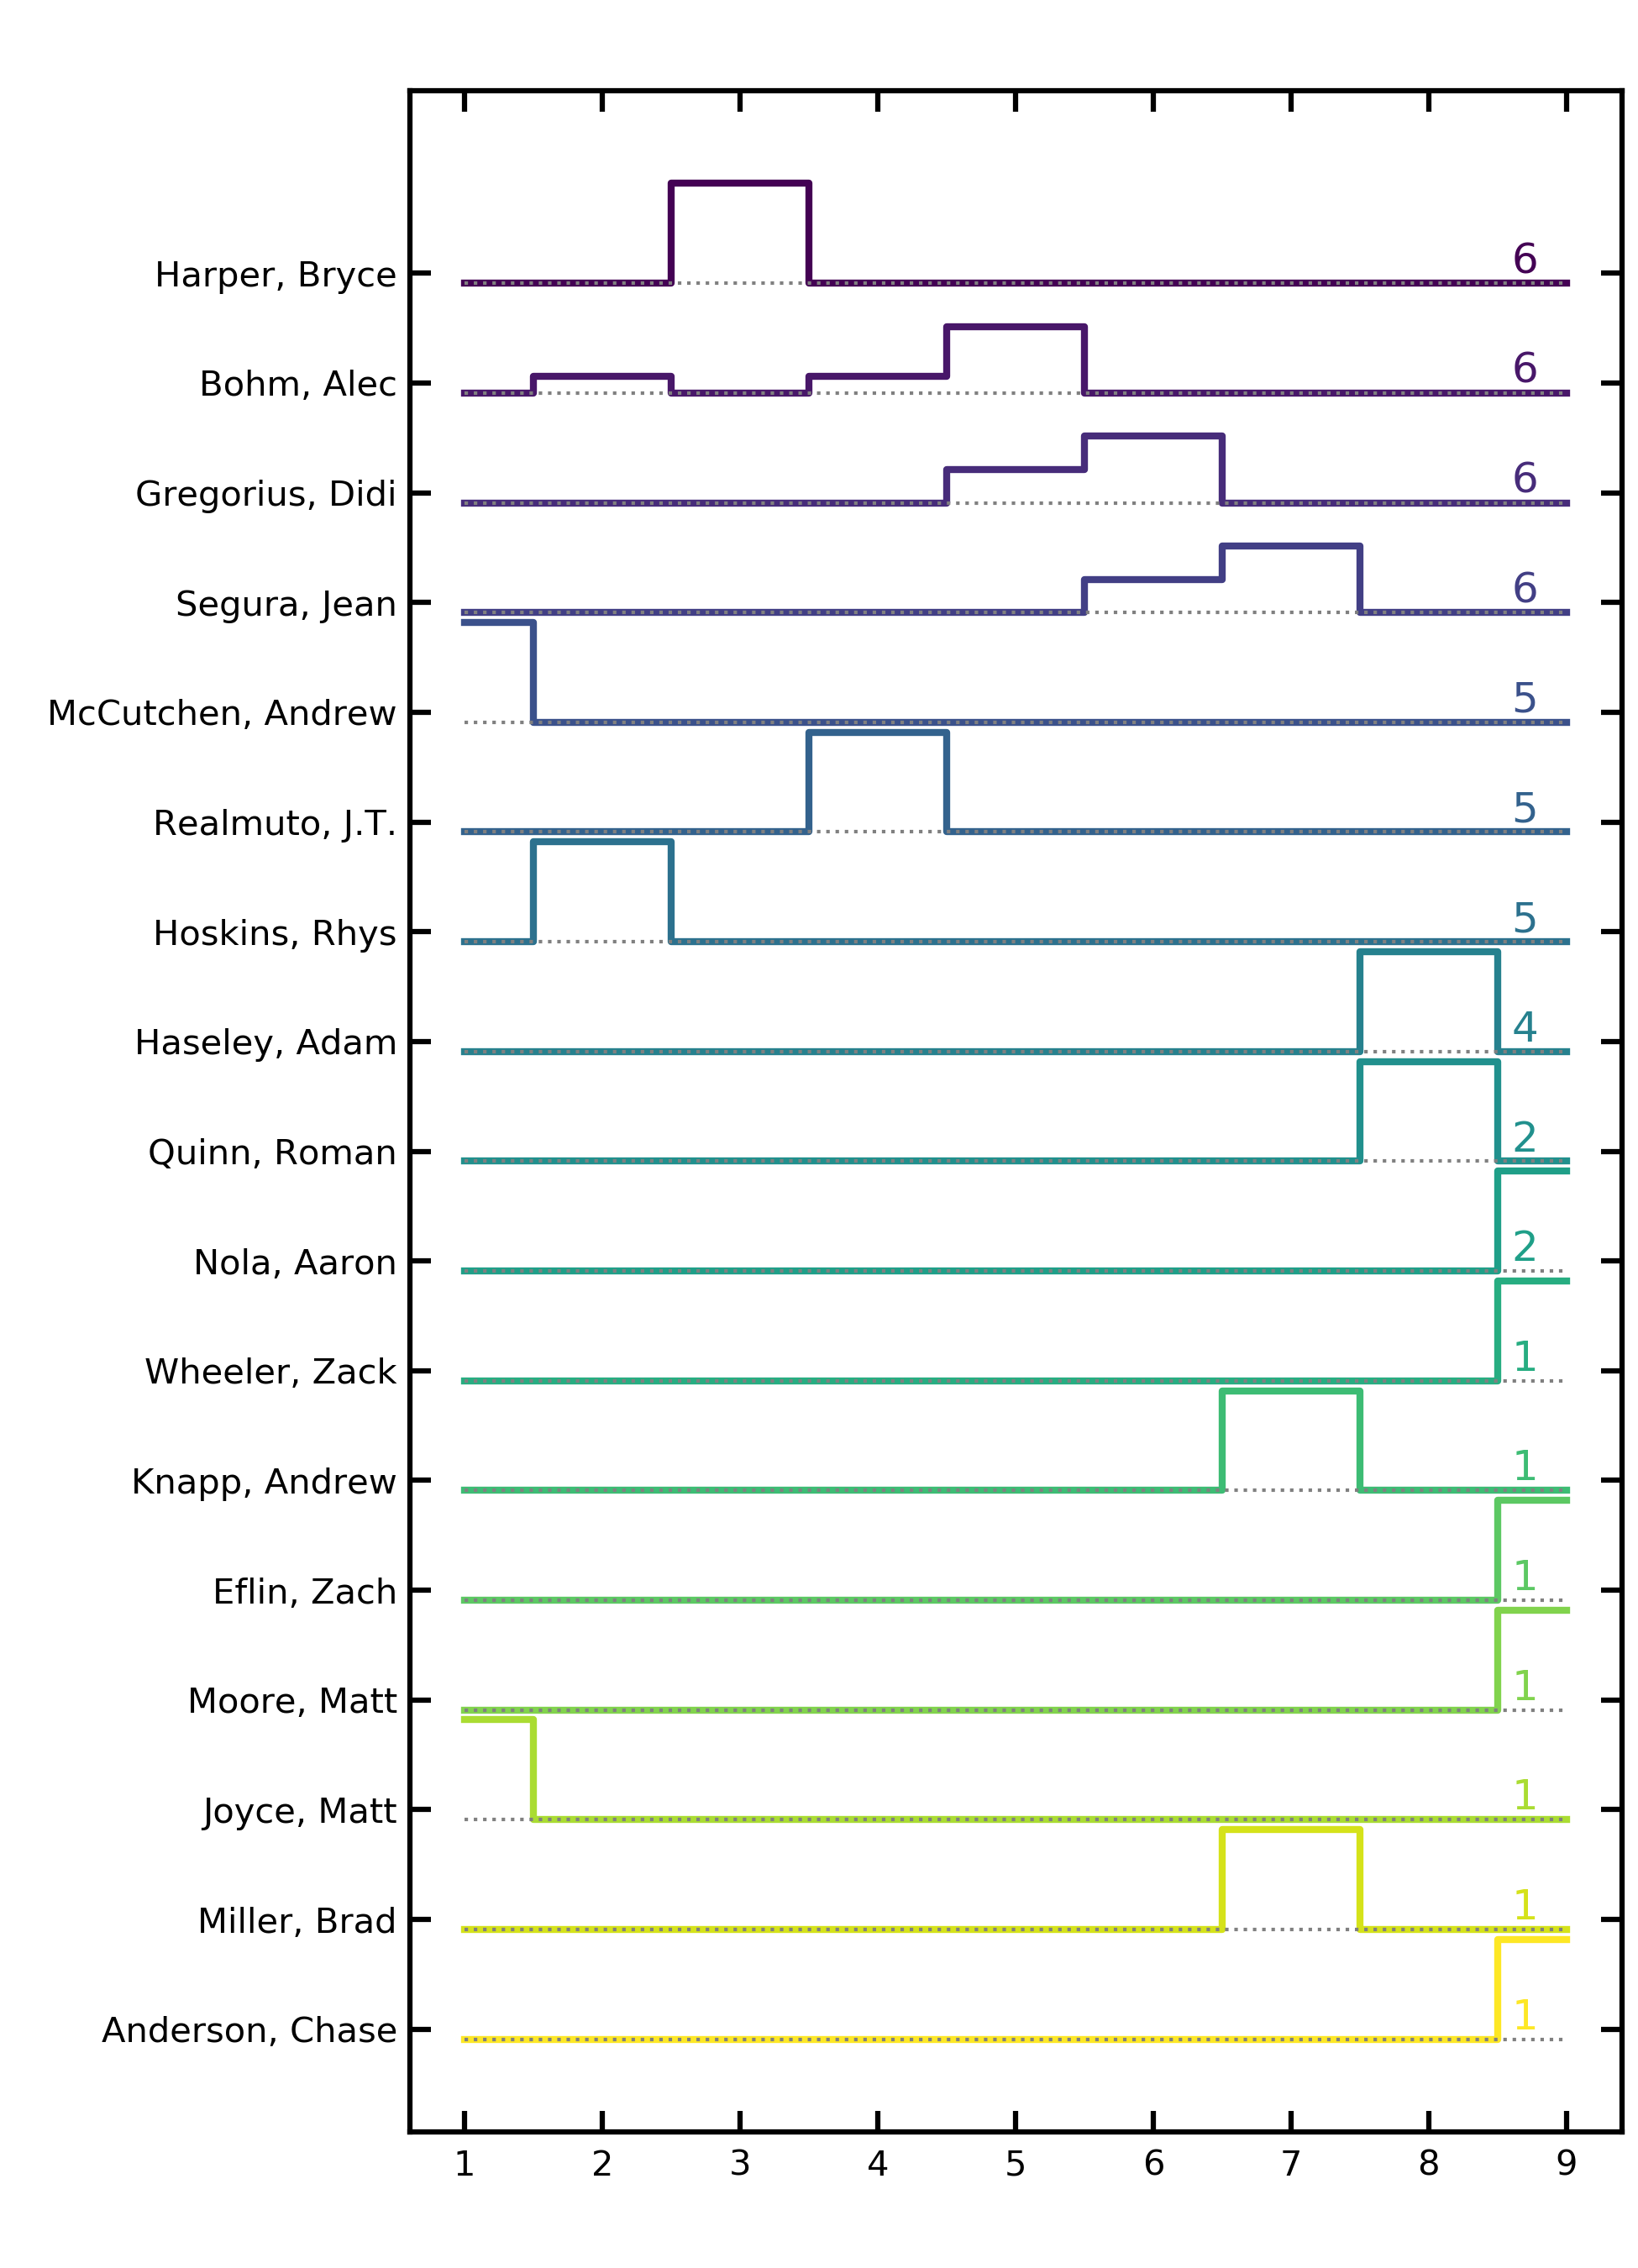 Harper, Bryce 6
Bohm, Alec 6
Gregorius, Didi 6
Segura, Jean 6
McCutchen, Andrew 5
Realmuto, J.T. 5
Hoskins, Rhys 5
Haseley, Adam 4
Quinn, Roman 2
Nola, Aaron 2
Wheeler, Zack 1
Knapp, Andrew 1
Eflin, Zach 1
Moore, Matt 1
Joyce, Matt 1
Miller, Brad 1
Anderson, Chase 1
1 2 3 4 5 6 7 8 9